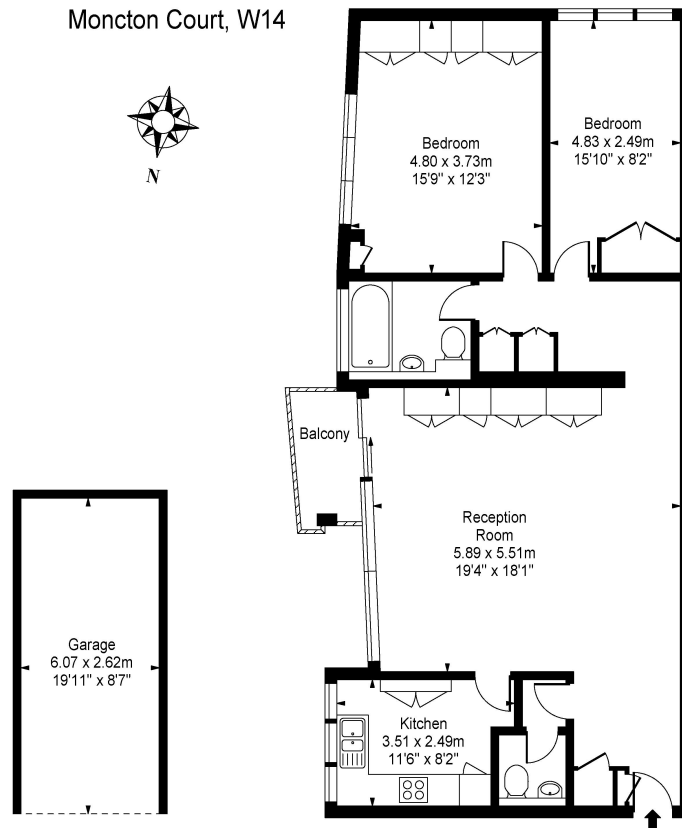 Moncton Court, W14
N
Bedroom
4.80 x 3.73m
15'9" x 12'3"
Bedroom
4.83 x 2.49m
15'10" x 8'2"
Balcony
Reception
Room
5.89 x 5.51m
19'4" x 18'1"
Garage
6.07 x 2.62m
19'11" x 8'7"
Kitchen
3.51 x 2.49m
11'6" x 8'2"